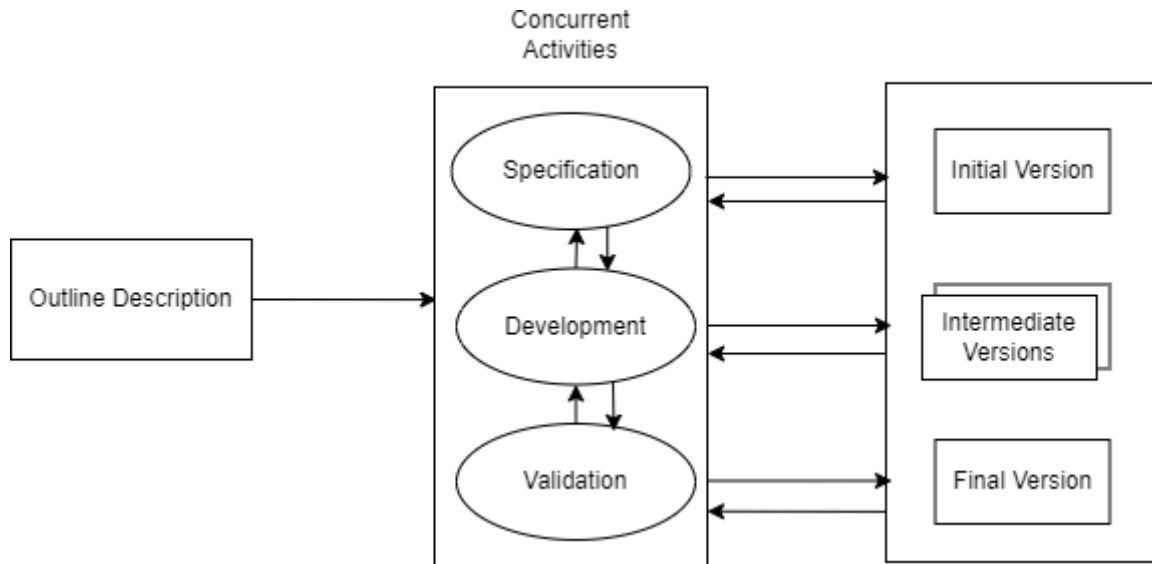 Concurrent
Activities
Specification
Initial Version
Outline Description
Development
Intermediate
Versions
Validation
Final Version